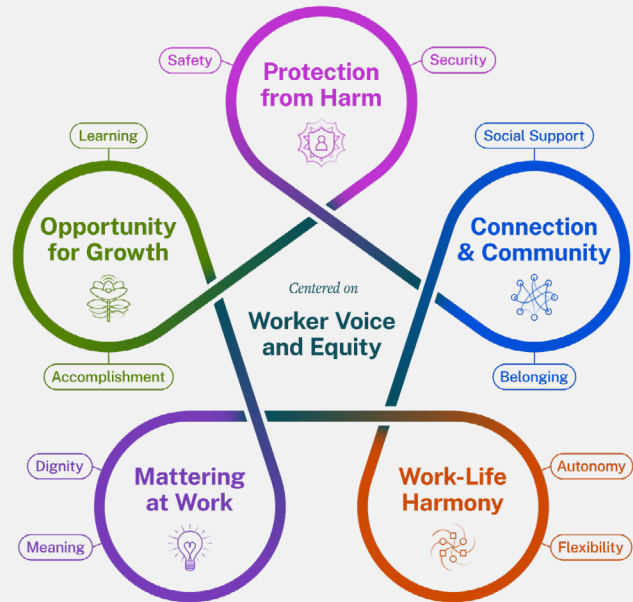 Safety
Protection
from Harm
Security
Learning
Opportunity
for Growth
Accomplishment
Social Support
Connection
& Community
Belonging
Centered on
Worker Voice
and Equity
Dignity
Mattering
at Work
Meaning
Work-Life
Harmony
Autonomy
Flexibility